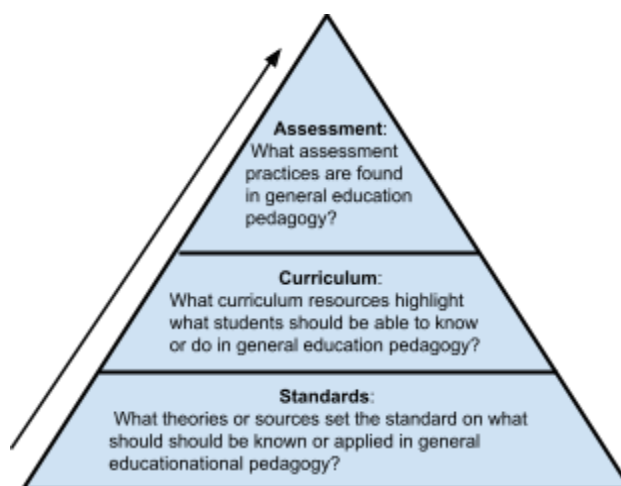 Assessment:
What assessment
practices are found
in general education
pedagogy?
Curriculum:
What curriculum resources highlight
what students should be able to know
or do in general education pedagogy?
Standards:
What theories or sources set the standard on what
should should be known or applied in general
educationational pedagogy?